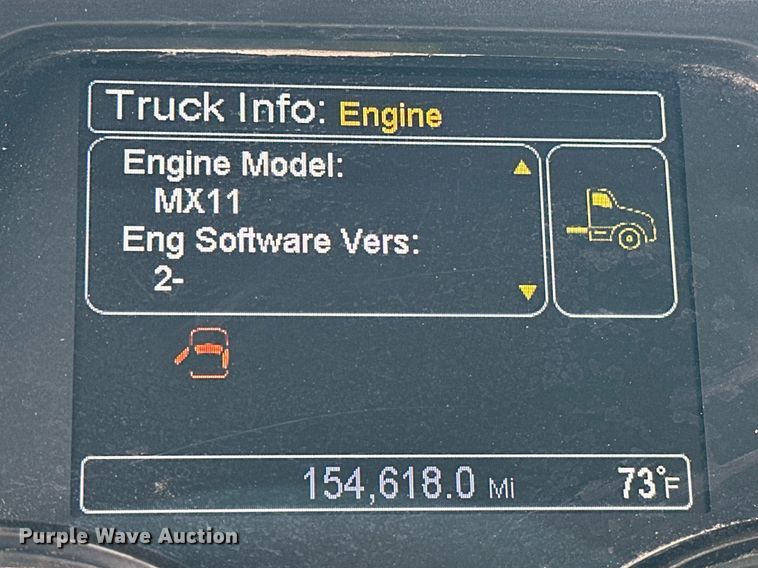 Truck Info: Engine
Engine Model:
MX11
Eng Software Vers:
2-
154,618.0 Mi 73°F
Purple Wave Auction